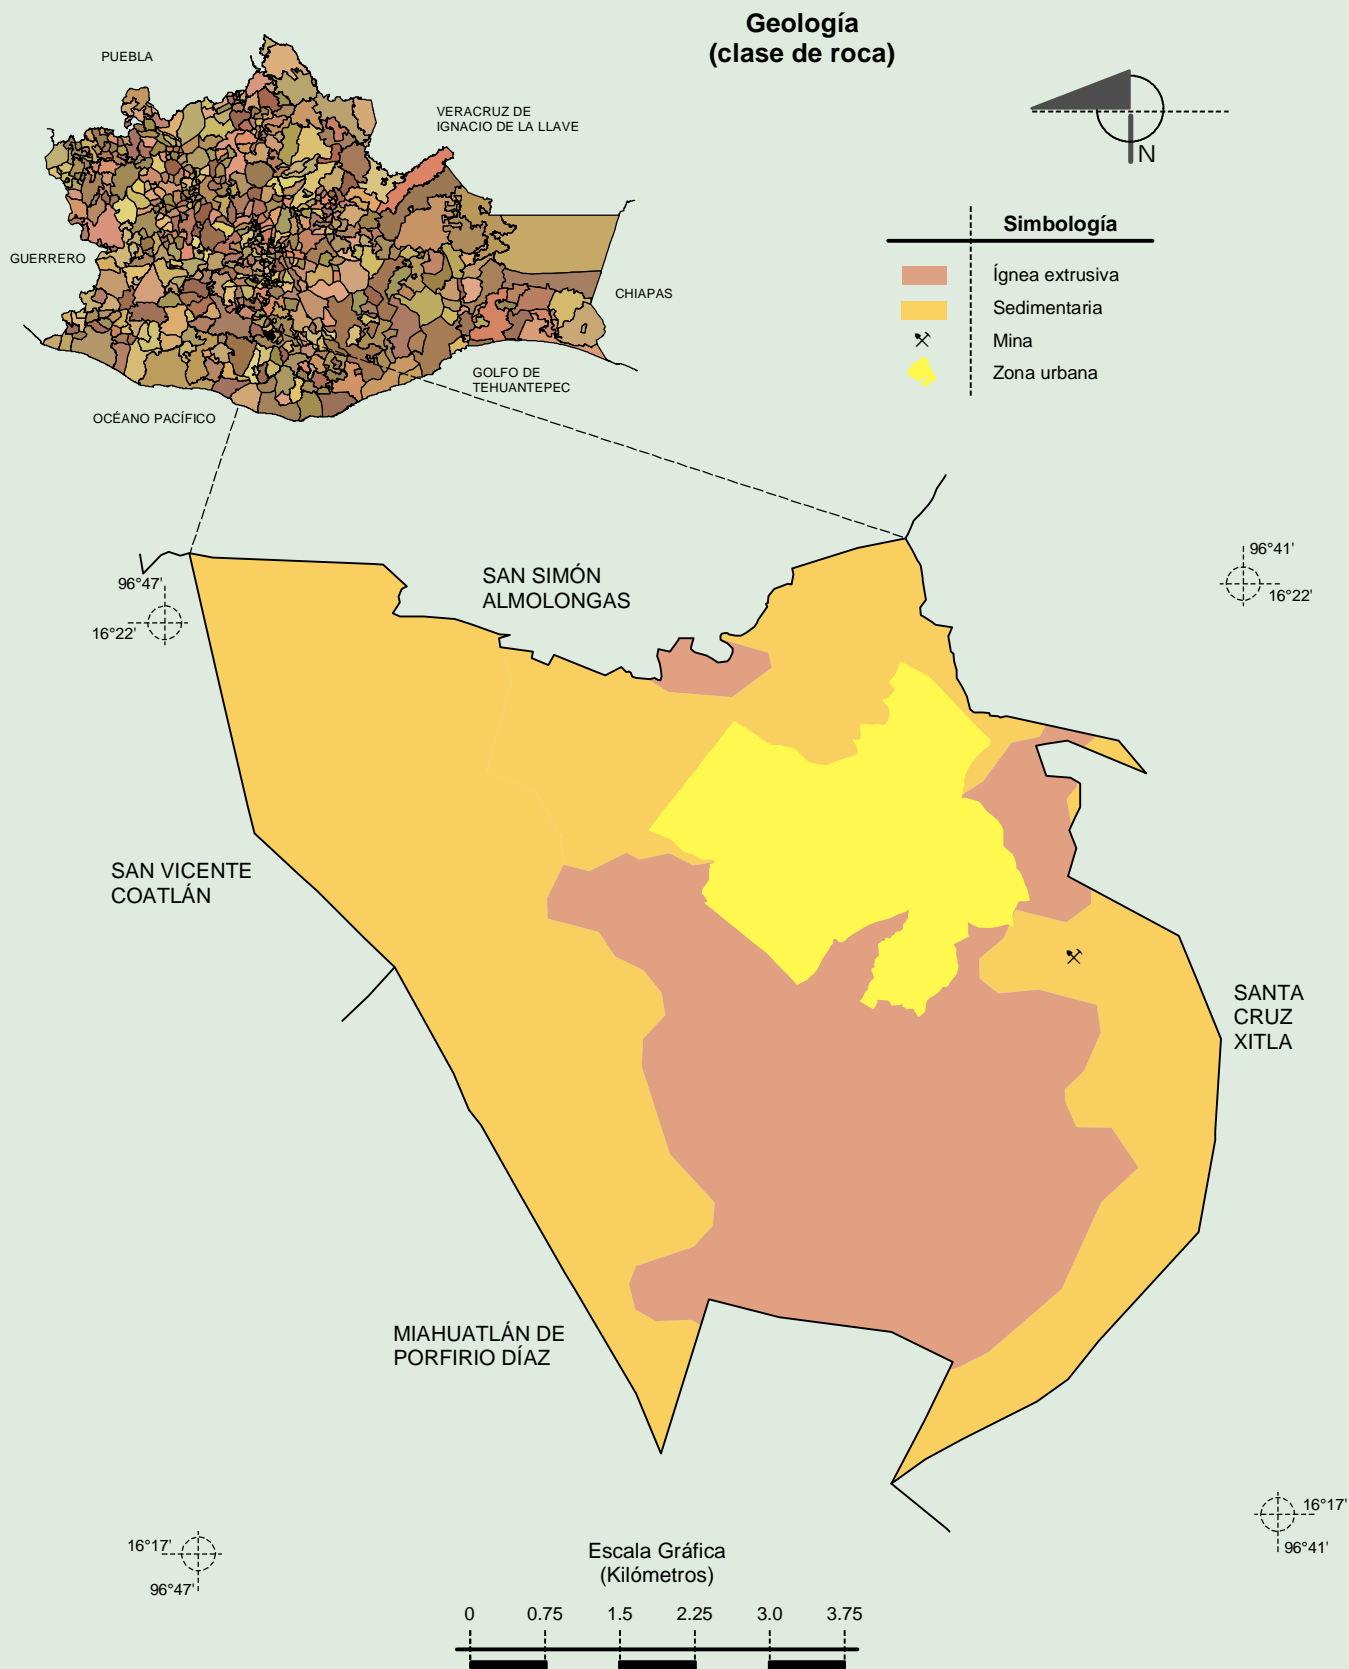 Geología
(clase de roca)
PUEBLA
VERACRUZ DE
IGNACIO DE LA LLAVE
GUERRERO
CHIAPAS
GOLFO DE
TEHUANTEPEC
OCÉANO PACÍFICO
N
Simbología
Ígnea extrusiva
Sedimentaria
Mina
Zona urbana
96°47'
16°22'
SAN SIMÓN
ALMOLONGAS
96°41'
16°22'
SAN VICENTE
COATLÁN
SANTA
CRUZ
XITLA
MIAHUATLÁN DE
PORFIRIO DÍAZ
16°17'
96°47'
16°17'
96°41'
Escala Gráfica
(Kilómetros)
0 0.75 1.5 2.25 3.0 3.75